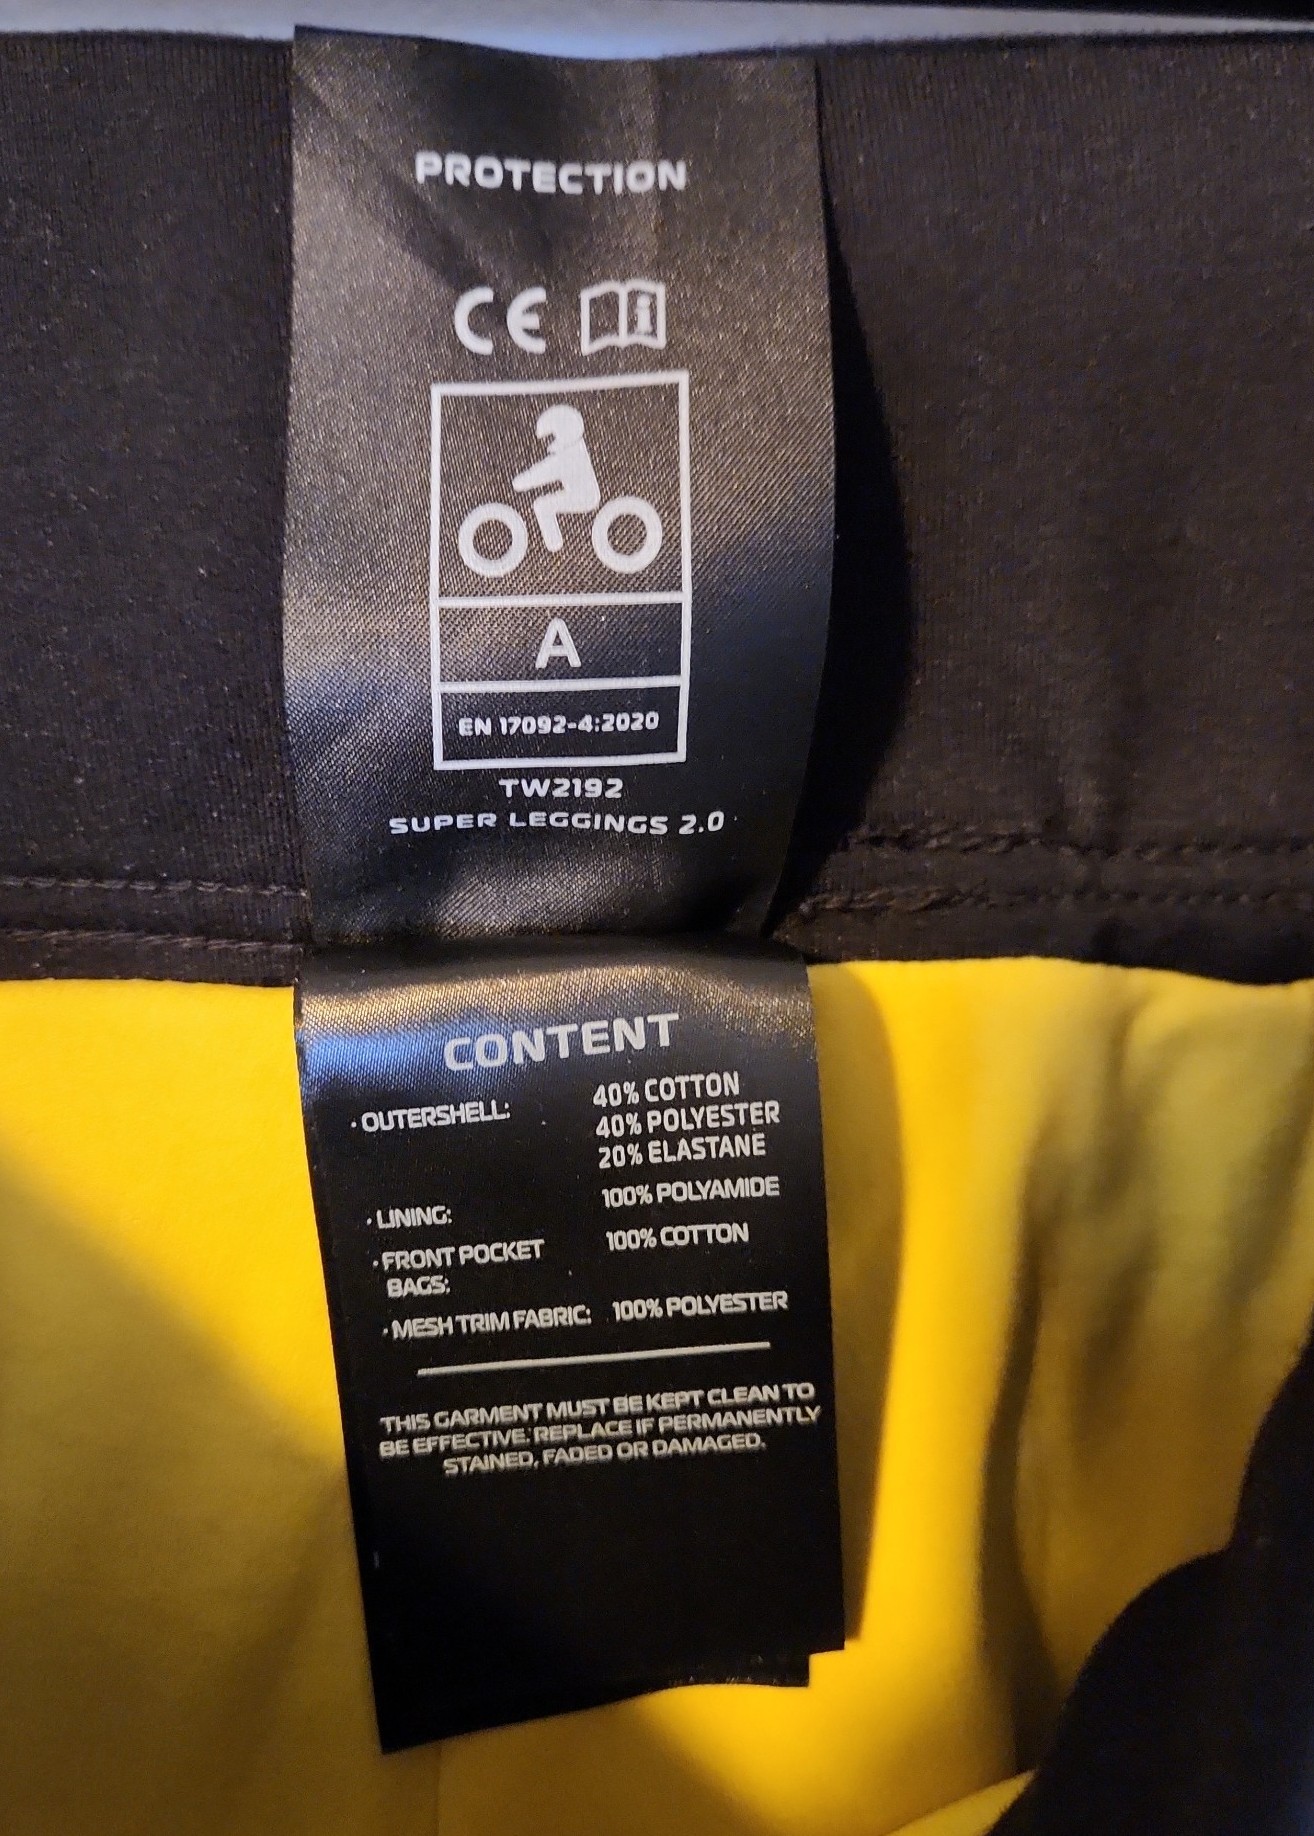 PROTECTION
CE i
A
EN 17092-4:2020
TW2192
SUPER LEGGINGS 2.0
CONTENT
• OUTERSHELL: 40% COTTON
40% POLYESTER
20% ELASTANE
• LINING: 100% POLYAMIDE
• FRONT POCKET 100% COTTON
BAGS:
• MESH TRIM FABRIC: 100% POLYESTER
THIS GARMENT MUST BE KEPT CLEAN TO
BE EFFECTIVE. REPLACE IF PERMANENTLY
STAINED, FADED OR DAMAGED.